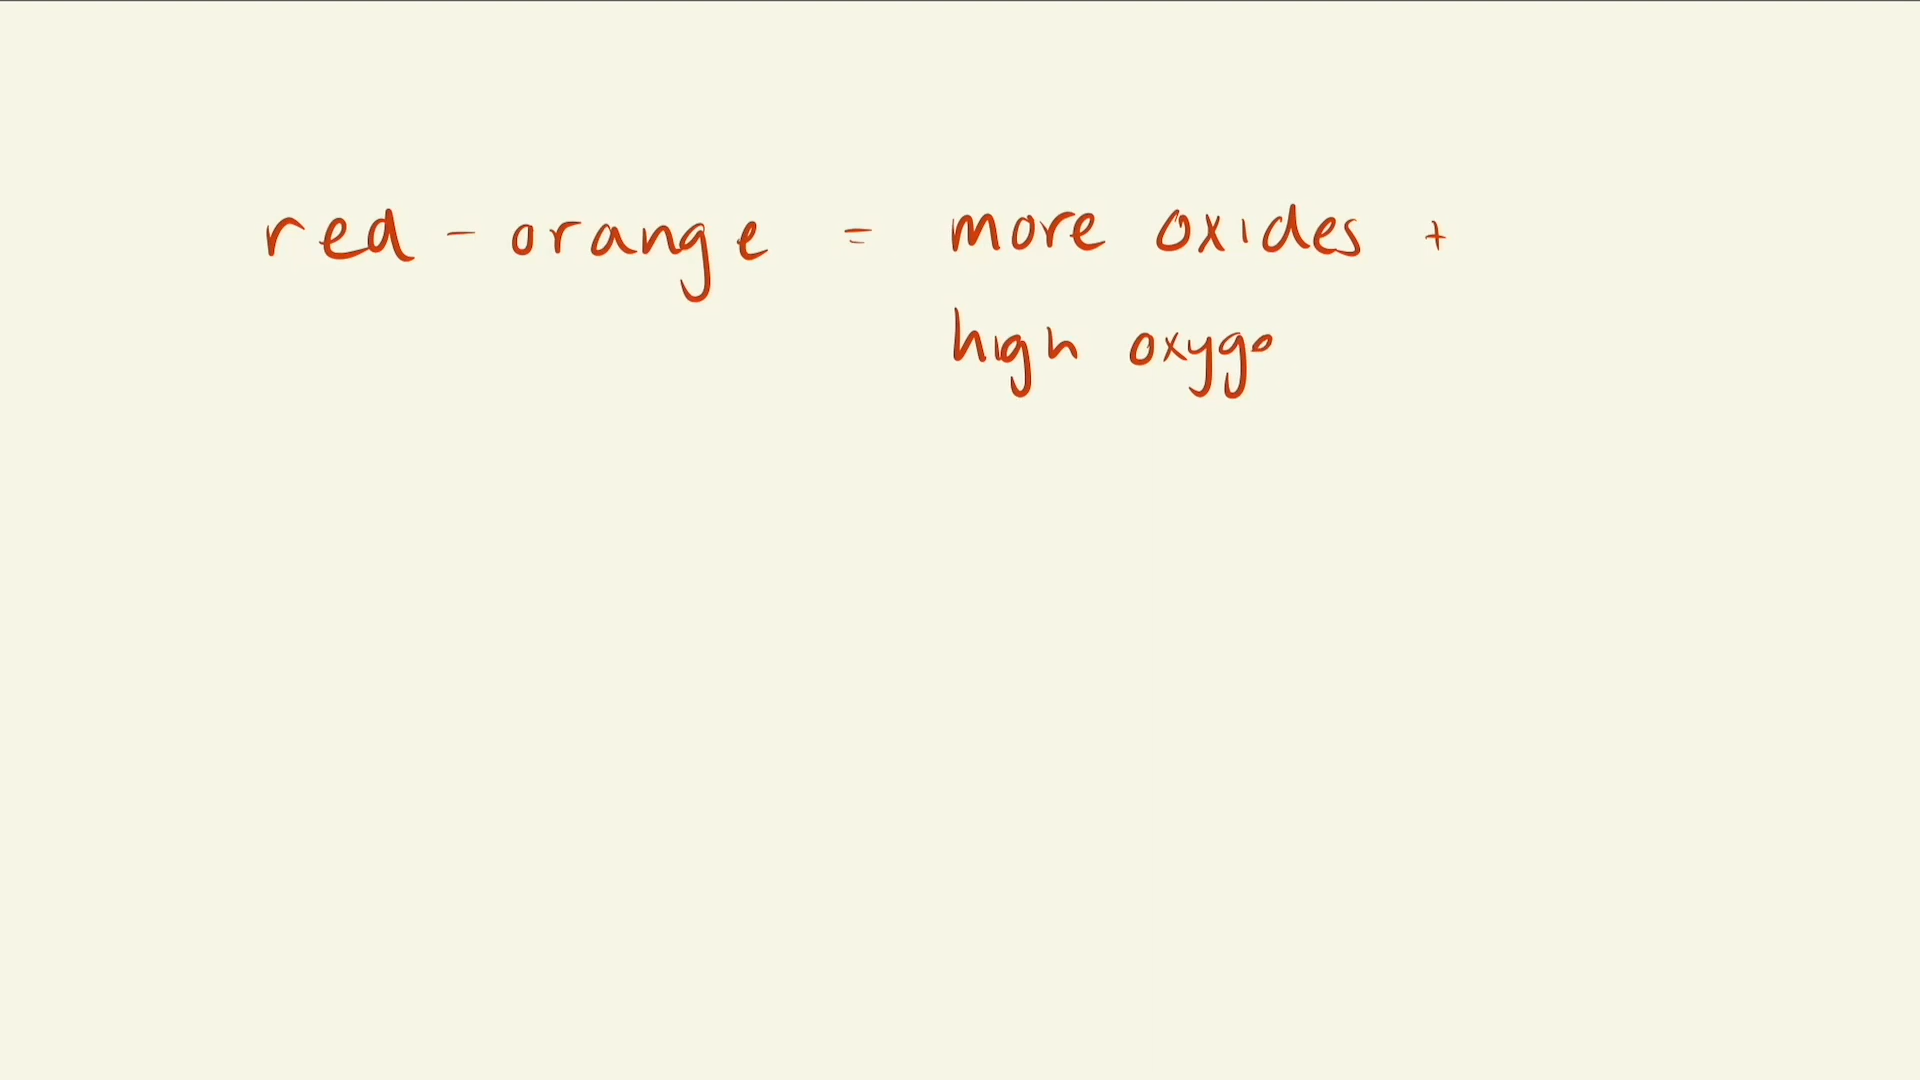 red - orange = more oxides +
high oxyge